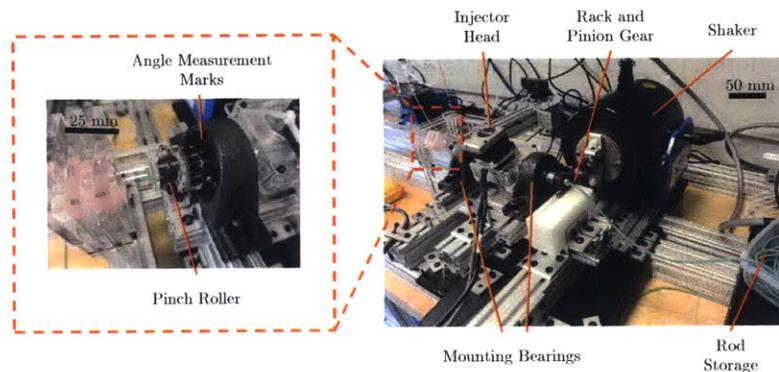 Injector
Head
Rack and
Pinion Gear
Shaker
Angle Measurement
Marks
50 mm
25 mm
Pinch Roller
Mounting Bearings
Rod
Storage